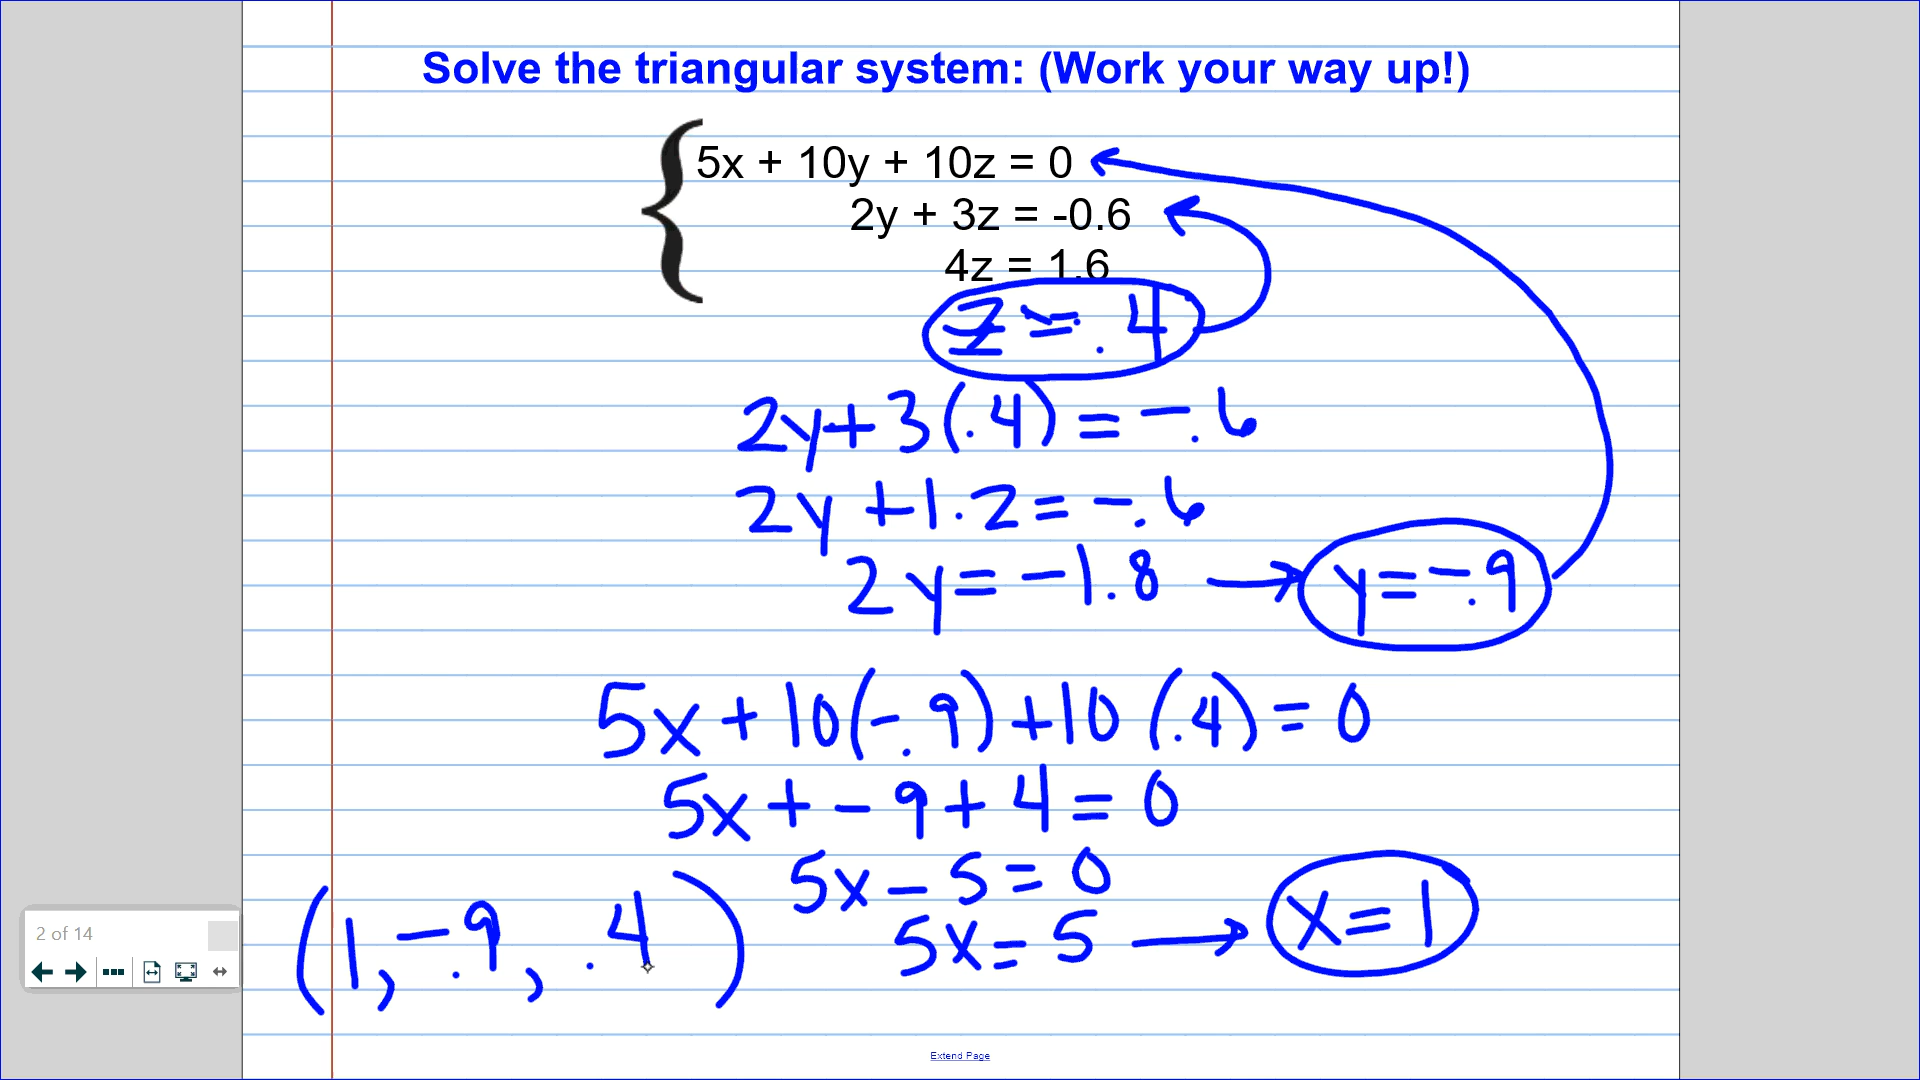 Solve the triangular system: (Work your way up!)
5x + 10y + 10z = 0
2y + 3z = -0.6
4z = 1.6
z = .4
2y + 3(.4) = -.6
2y + 1.2 = -.6
2y = -1.8 → y = -.9
5x + 10(-.9) + 10(.4) = 0
5x + -9 + 4 = 0
5x - 5 = 0
5x = 5 → x = 1
(1, -.9, .4)
2 of 14
Extend Page